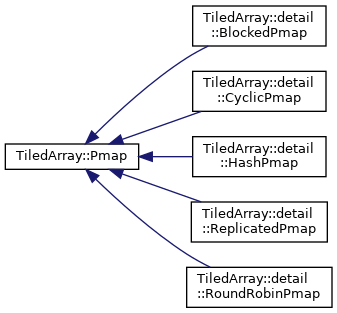 TiledArray::detail
::BlockedPmap
TiledArray::detail
::CyclicPmap
TiledArray::Pmap
TiledArray::detail
::HashPmap
TiledArray::detail
::ReplicatedPmap
TiledArray::detail
::RoundRobinPmap